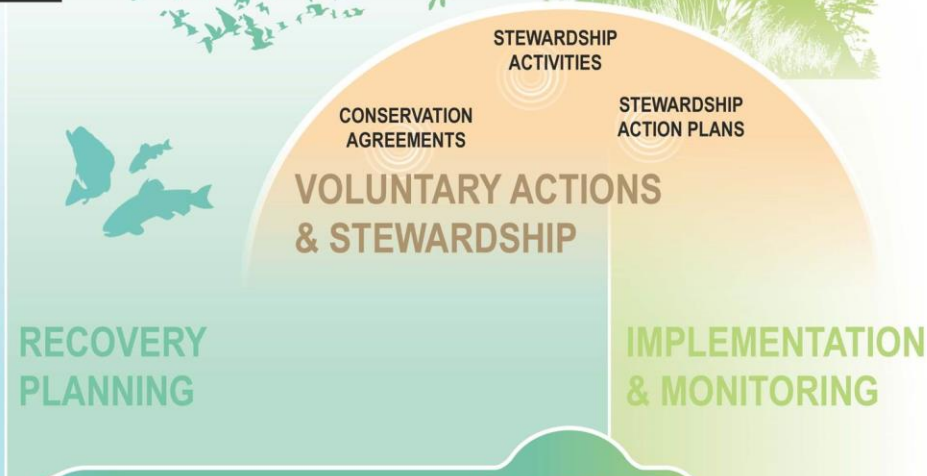 STEWARDSHIP
ACTIVITIES
CONSERVATION
AGREEMENTS
STEWARDSHIP
ACTION PLANS
VOLUNTARY ACTIONS
& STEWARDSHIP
RECOVERY
PLANNING
IMPLEMENTATION
& MONITORING